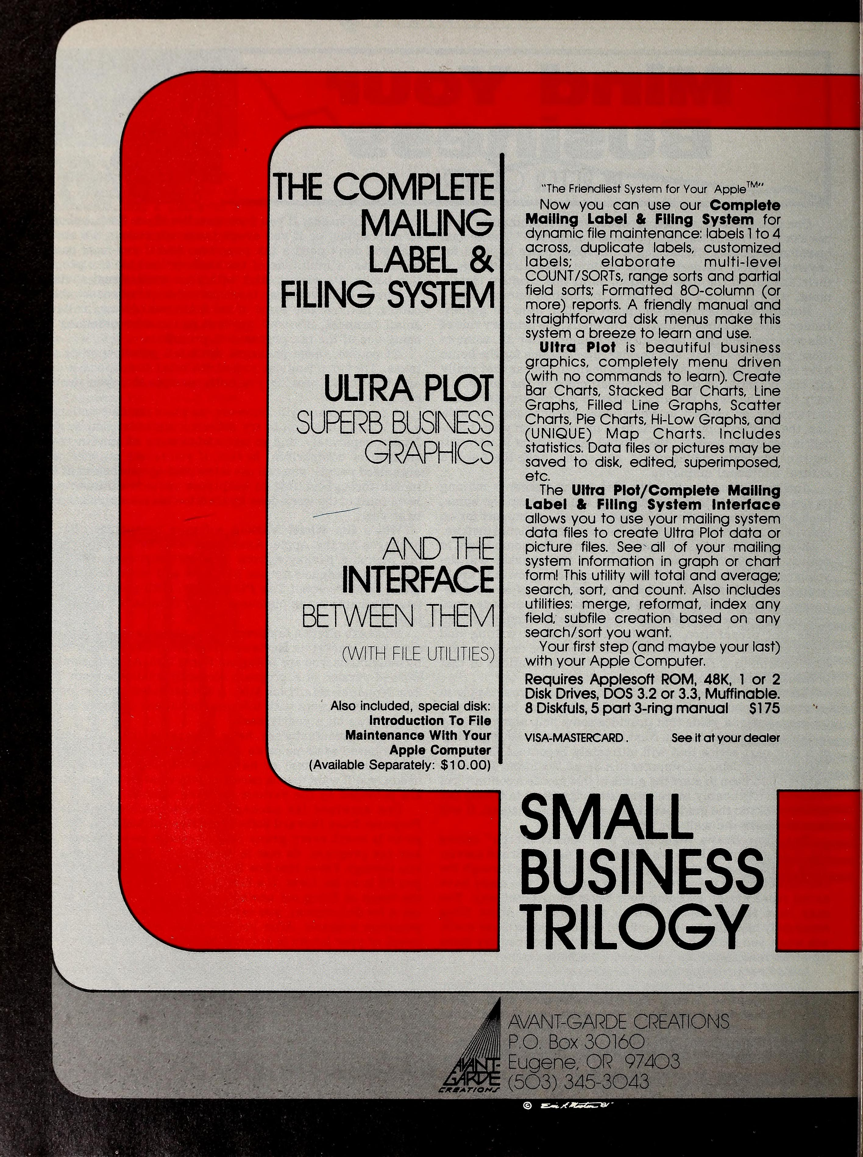 THE COMPLETE
MAILING
LABEL &
FILING SYSTEM
ULTRA PLOT
SUPERB BUSINESS
GRAPHICS
AND THE
INTERFACE
BETWEEN THEM
(WITH FILE UTILITIES)
Also included, special disk:
Introduction To File
Maintenance With Your
Apple Computer
(Available Separately: $10.00)
"The Friendliest System for Your Apple™"
Now you can use our Complete
Mailing Label & Filing System for
dynamic file maintenance: labels 1 to 4
across, duplicate labels, customized
labels; elaborate multi-level
COUNT/SORTs, range sorts and partial
field sorts; Formatted 80-column (or
more) reports. A friendly manual and
straightforward disk menus make this
system a breeze to learn and use.
Ultra Plot is beautiful business
graphics, completely menu driven
(with no commands to learn). Create
Bar Charts, Stacked Bar Charts, Line
Graphs, Filled Line Graphs, Scatter
Charts, Pie Charts, Hi-Low Graphs, and
(UNIQUE) Map Charts. Includes
statistics. Data files or pictures may be
saved to disk, edited, superimposed,
etc.
The Ultra Plot/Complete Mailing
Label & Filing System Interface
allows you to use your mailing system
data files to create Ultra Plot data or
picture files. See all of your mailing
system information in graph or chart
form! This utility will total and average;
search, sort, and count. Also includes
utilities: merge, reformat, index any
field, subfile creation based on any
search/sort you want.
Your first step (and maybe your last)
with your Apple Computer.
Requires Applesoft ROM, 48K, 1 or 2
Disk Drives, DOS 3.2 or 3.3, Muffinable.
8 Diskfuls, 5 part 3-ring manual $175
VISA-MASTERCARD. See it at your dealer
SMALL
BUSINESS
TRILOGY
AVANT-
GARDE
CREATIONS
AVANT-GARDE CREATIONS
P.O. Box 30160
Eugene, OR 97403
(503) 345-3043
©